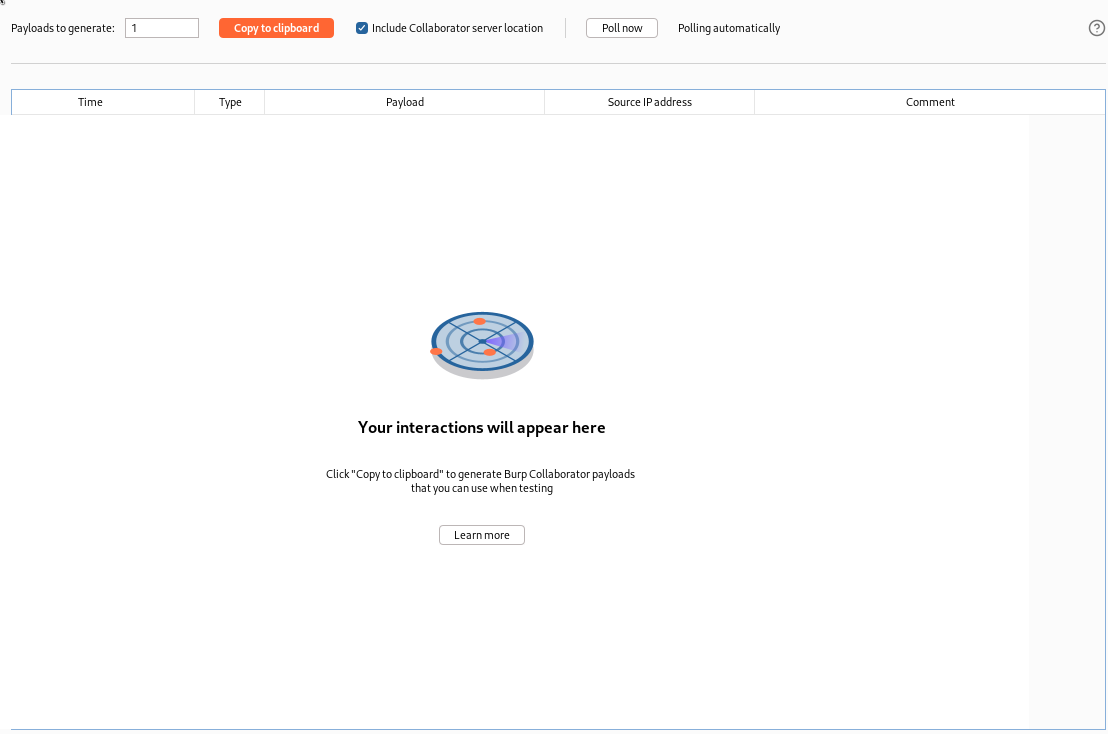 Payloads to generate: 1 Copy to clipboard Include Collaborator server location Poll now Polling automatically ?
Time Type Payload Source IP address Comment
Your interactions will appear here
Click "Copy to clipboard" to generate Burp Collaborator payloads
that you can use when testing
Learn more